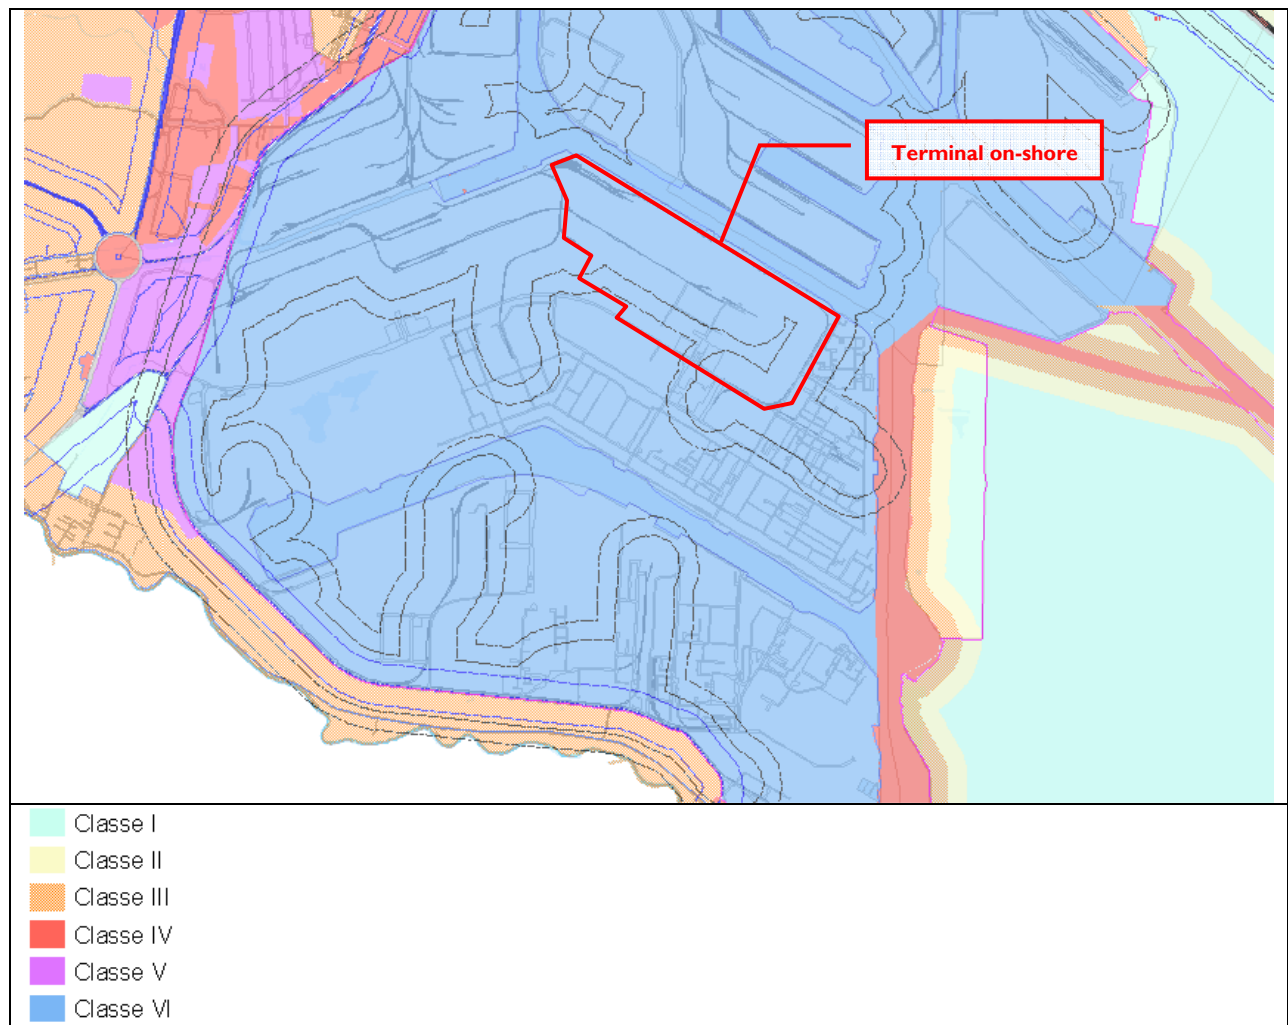 Terminal on-shore
Classe I
Classe II
Classe III
Classe IV
Classe V
Classe VI